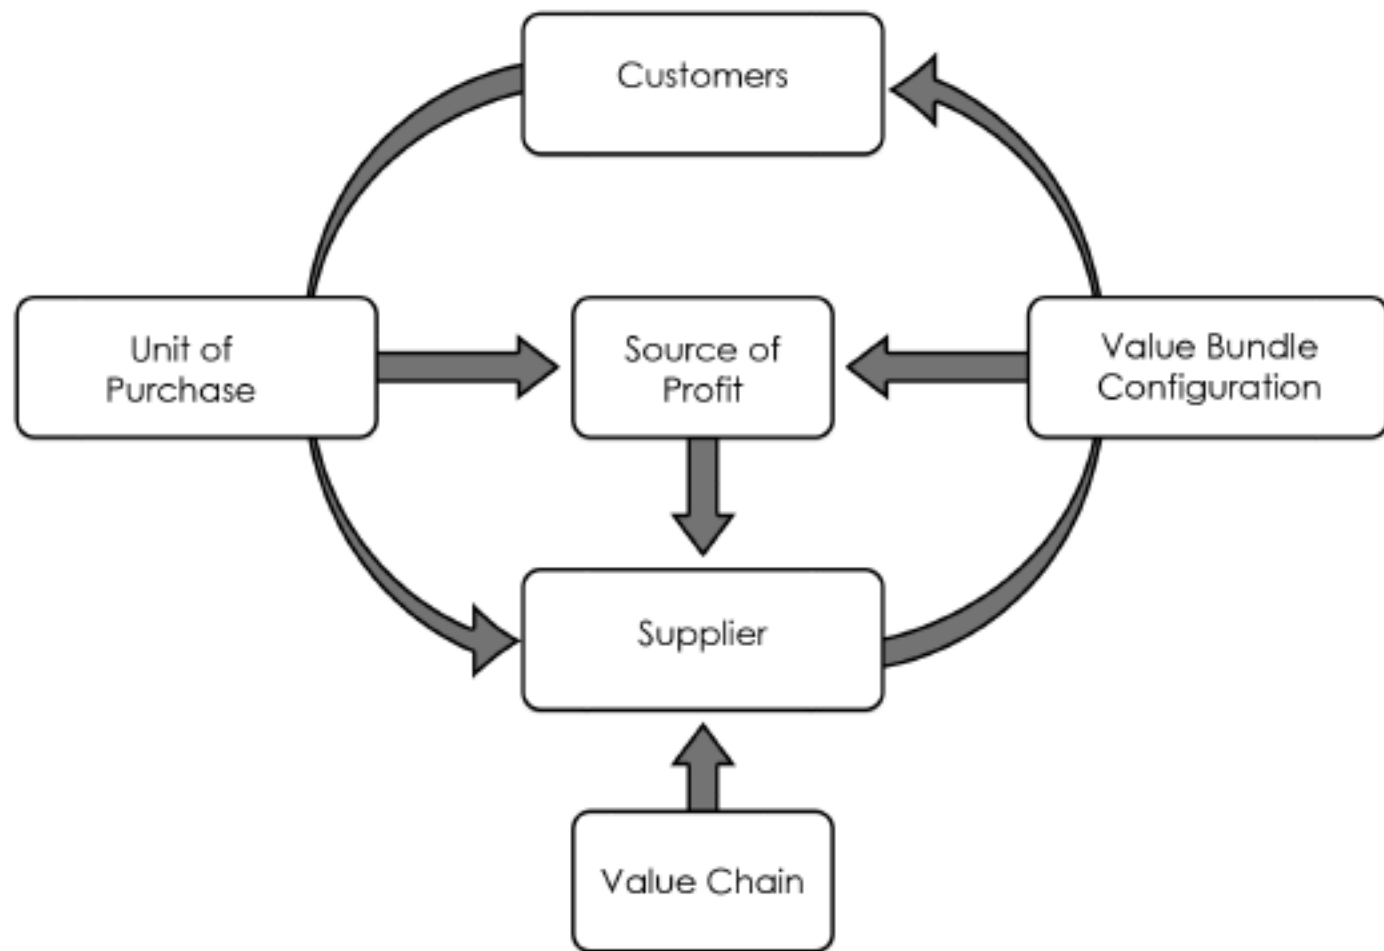 Customers
Unit of
Purchase
Source of
Profit
Value Bundle
Configuration
Supplier
Value Chain